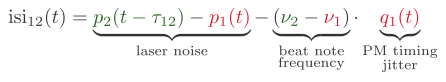 isi₁₂(t) = p₂(t − τ₁₂) − p₁(t) − (ν₂ − ν₁) · q₁(t)
laser noise beat note PM timing
frequency jitter